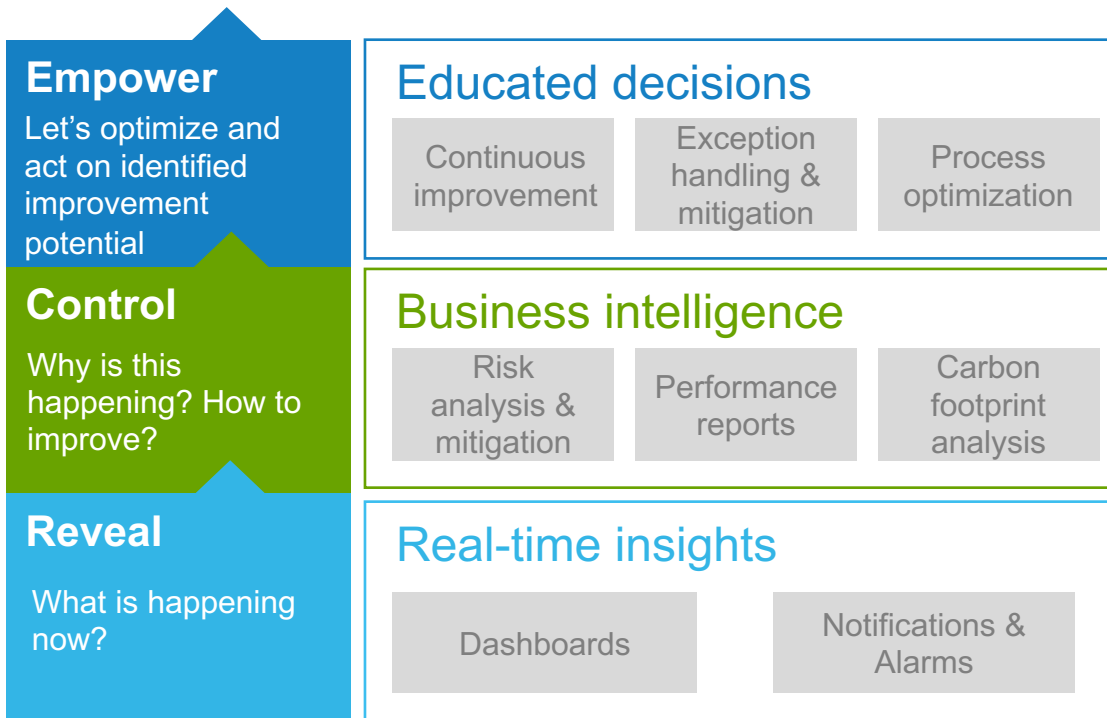 Empower
Let’s optimize and
act on identified
improvement
potential
Educated decisions
Continuous
improvement
Exception
handling &
mitigation
Process
optimization
Control
Why is this
happening? How to
improve?
Business intelligence
Risk
analysis &
mitigation
Performance
reports
Carbon
footprint
analysis
Reveal
What is happening
now?
Real-time insights
Dashboards
Notifications &
Alarms